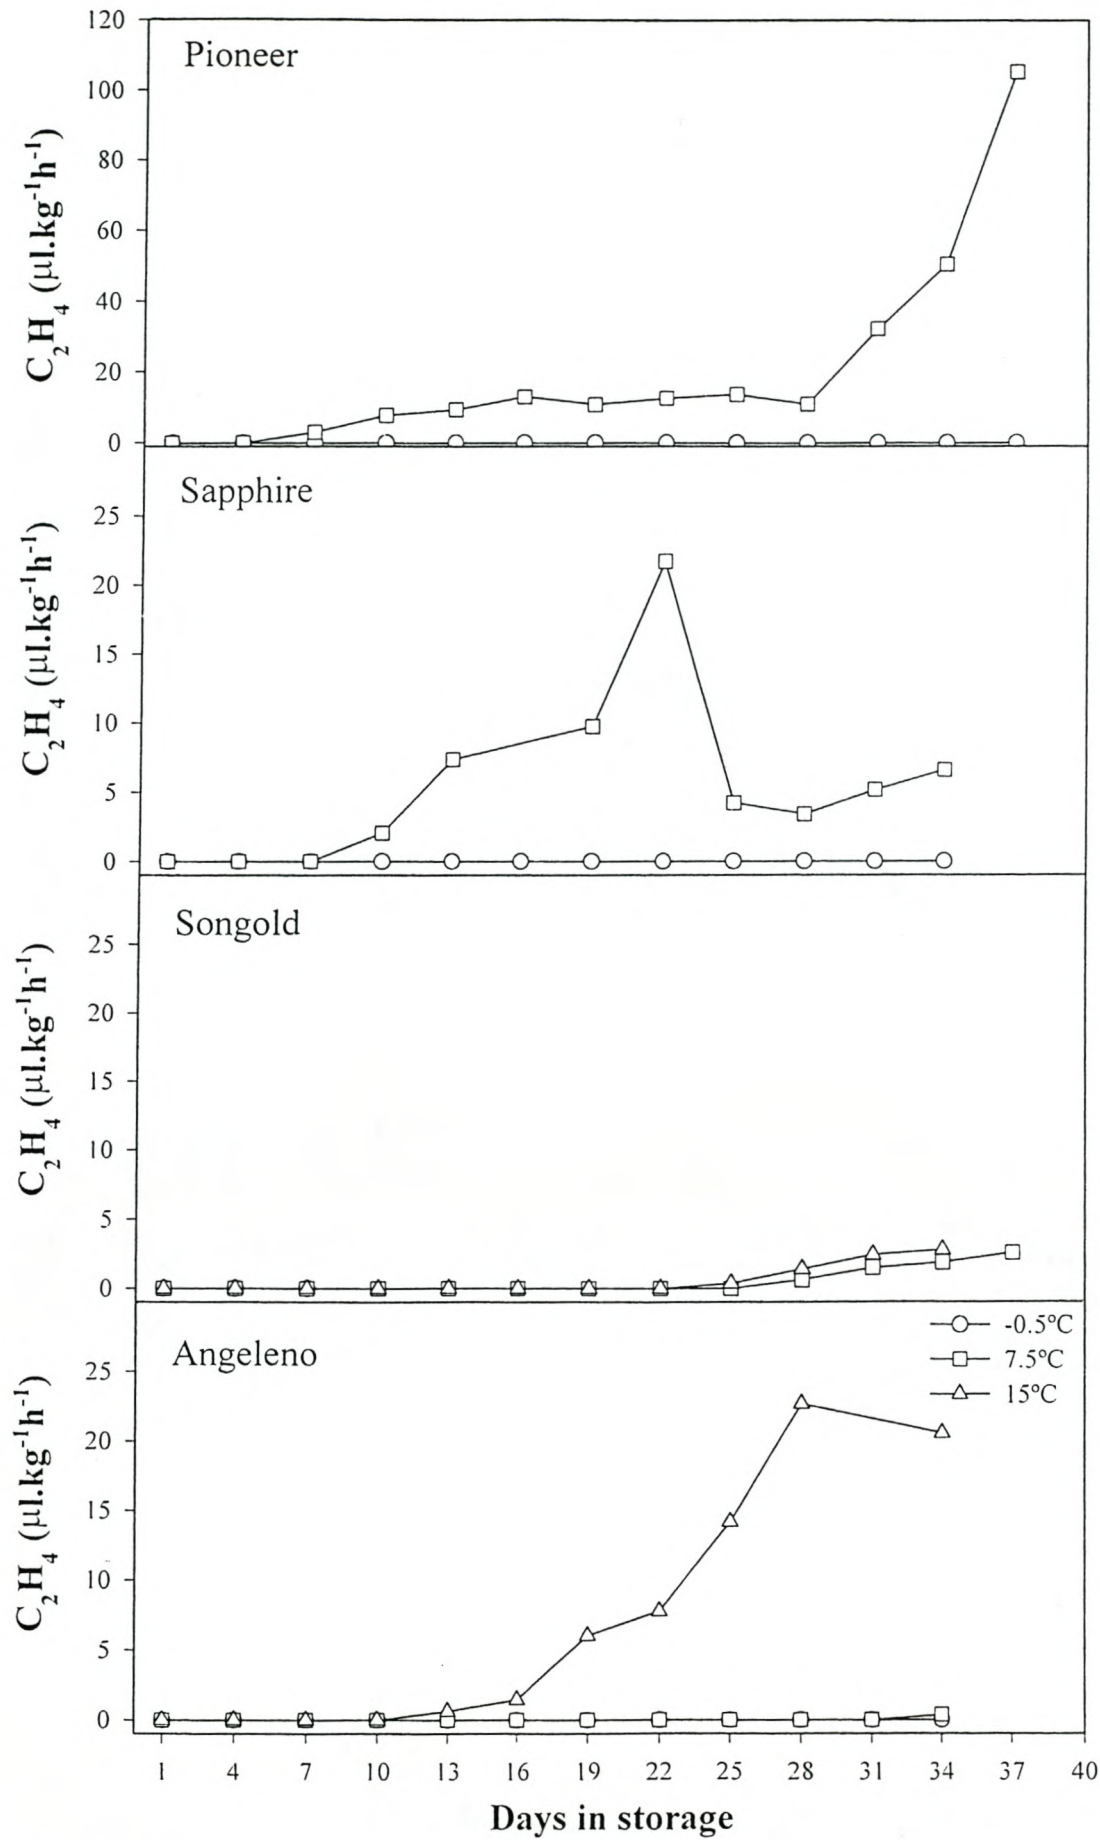 Pioneer
C₂H₄ (µl.kg⁻¹h⁻¹)
120
100
80
60
40
20
0
Sapphire
C₂H₄ (µl.kg⁻¹h⁻¹)
25
20
15
10
5
0
Songold
C₂H₄ (µl.kg⁻¹h⁻¹)
25
20
15
10
5
0
Angeleno
-0.5ºC
7.5ºC
15ºC
C₂H₄ (µl.kg⁻¹h⁻¹)
25
20
15
10
5
0
1 4 7 10 13 16 19 22 25 28 31 34 37 40
Days in storage